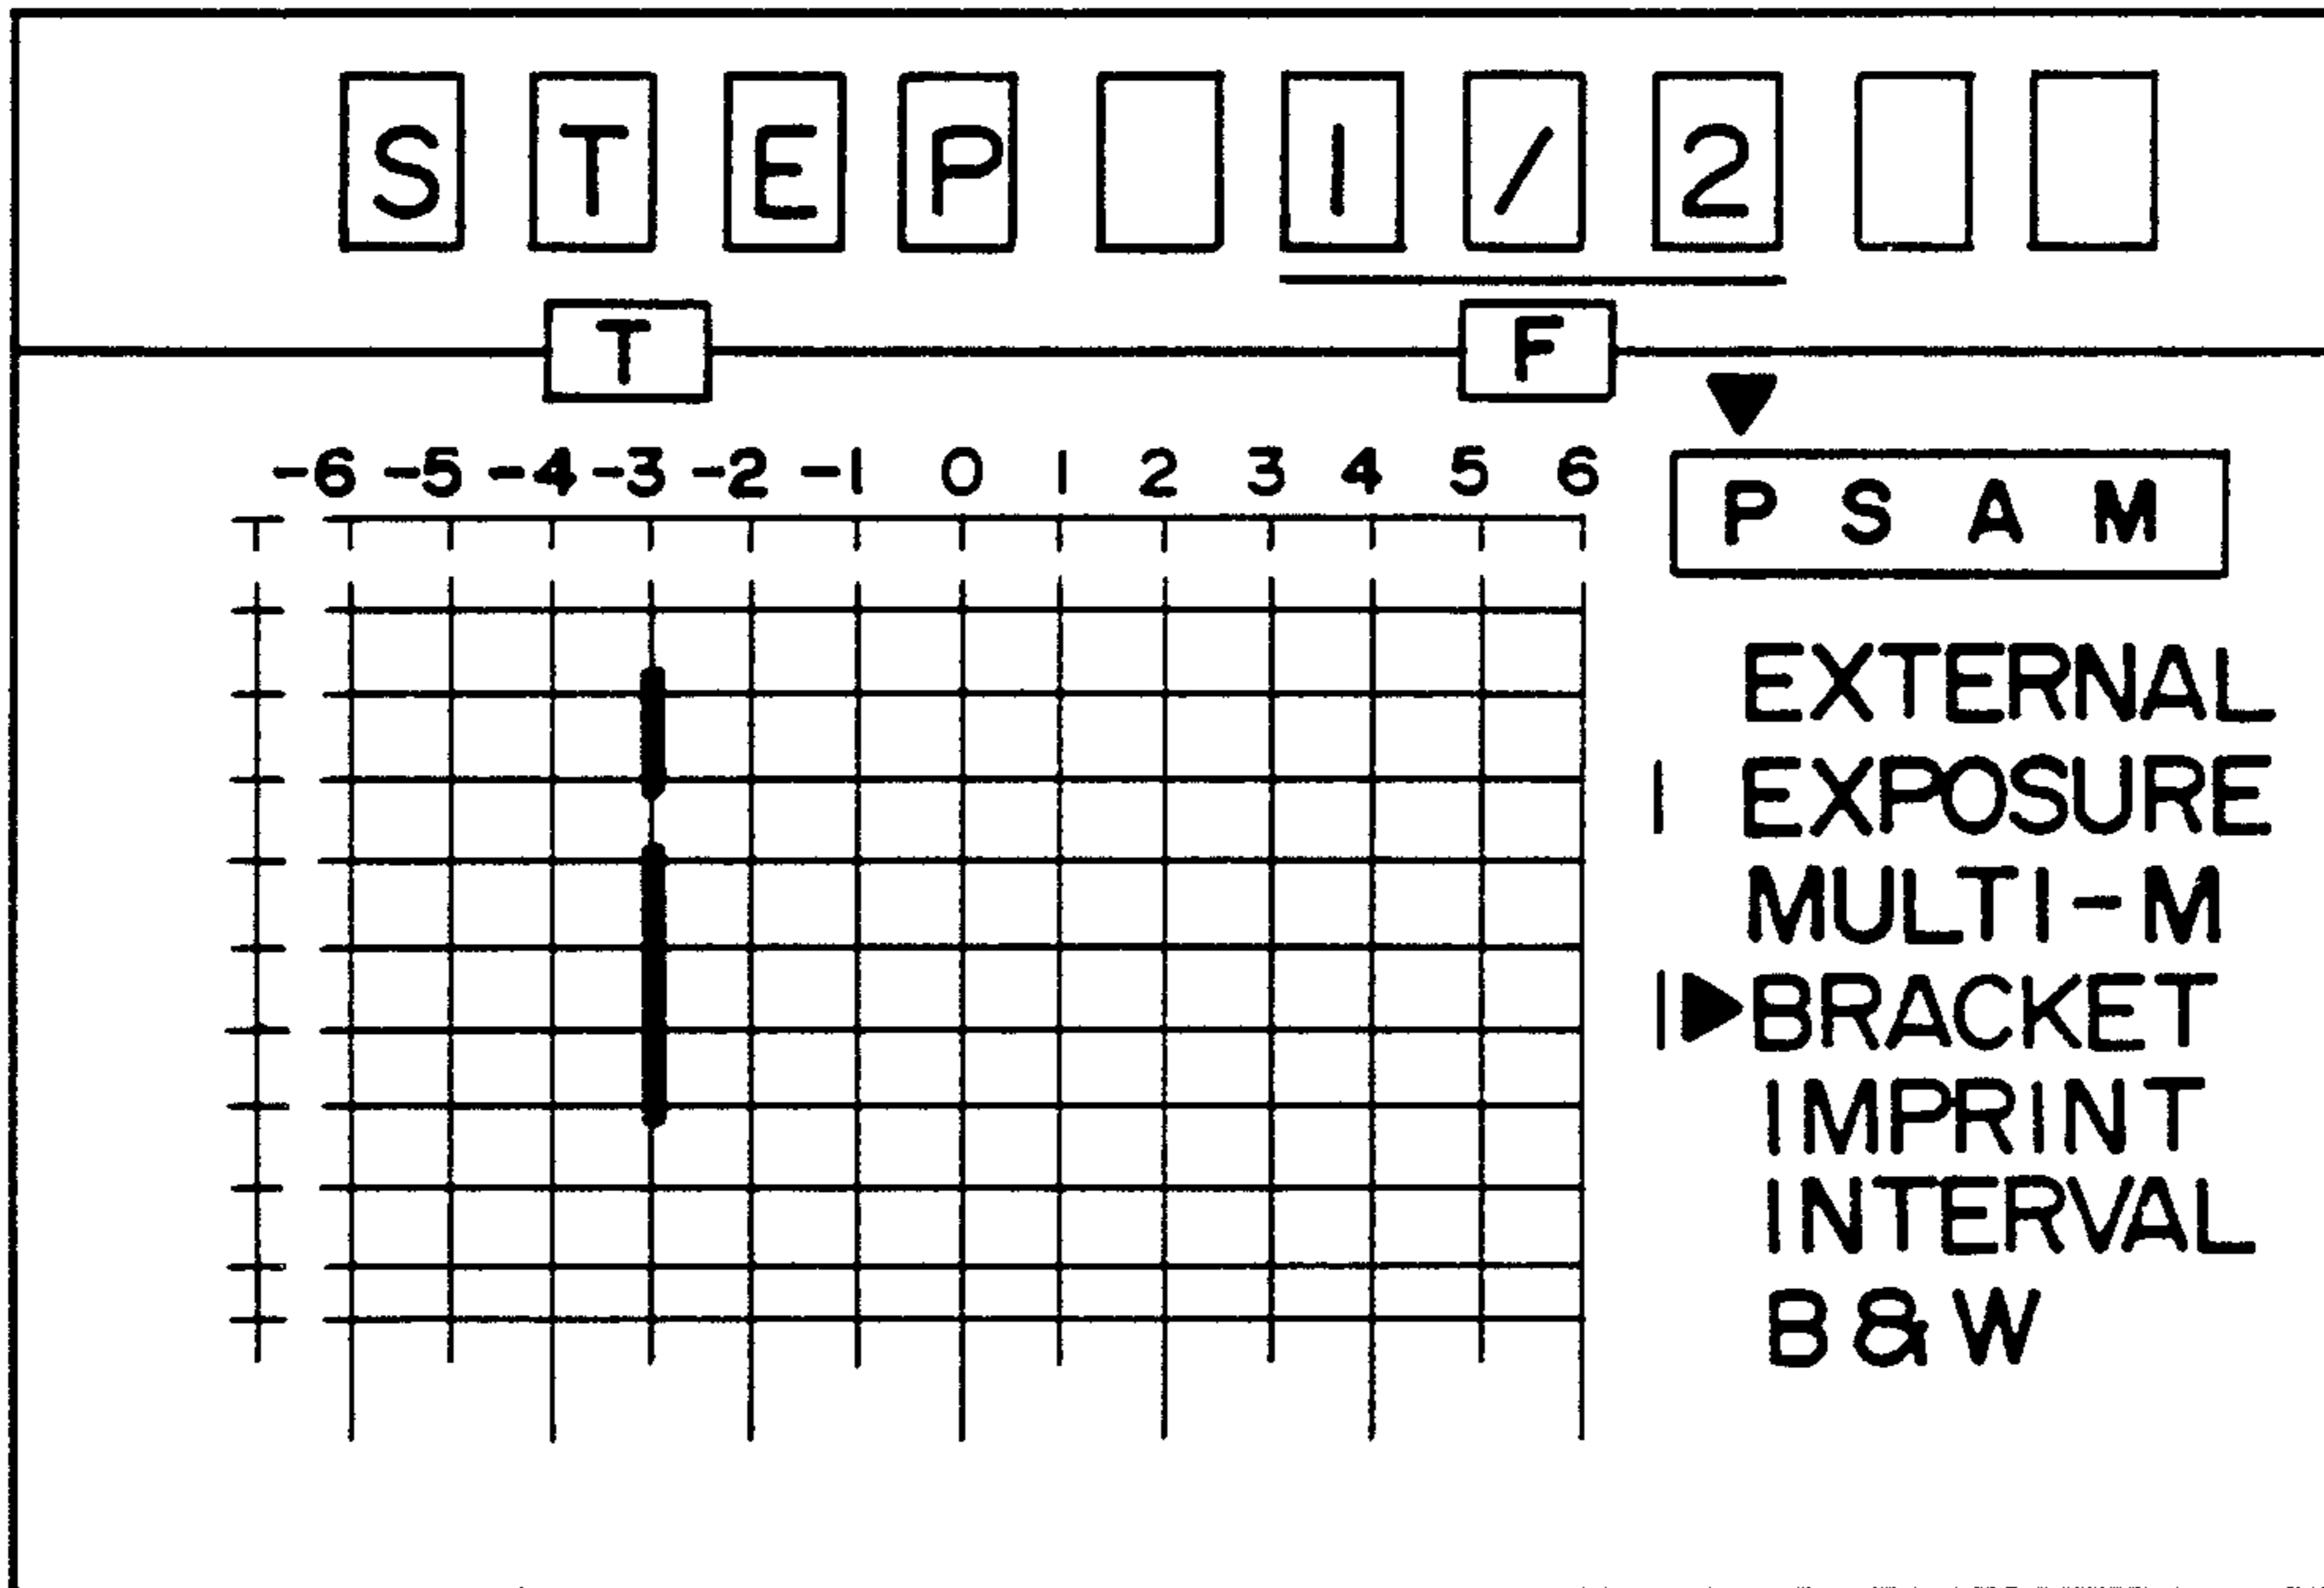 STEP 1/2
T F
-6 -5 -4 -3 -2 -1 0 1 2 3 4 5 6
P S A M
EXTERNAL
EXPOSURE
MULTI-M
BRACKET
IMPRINT
INTERVAL
B&W